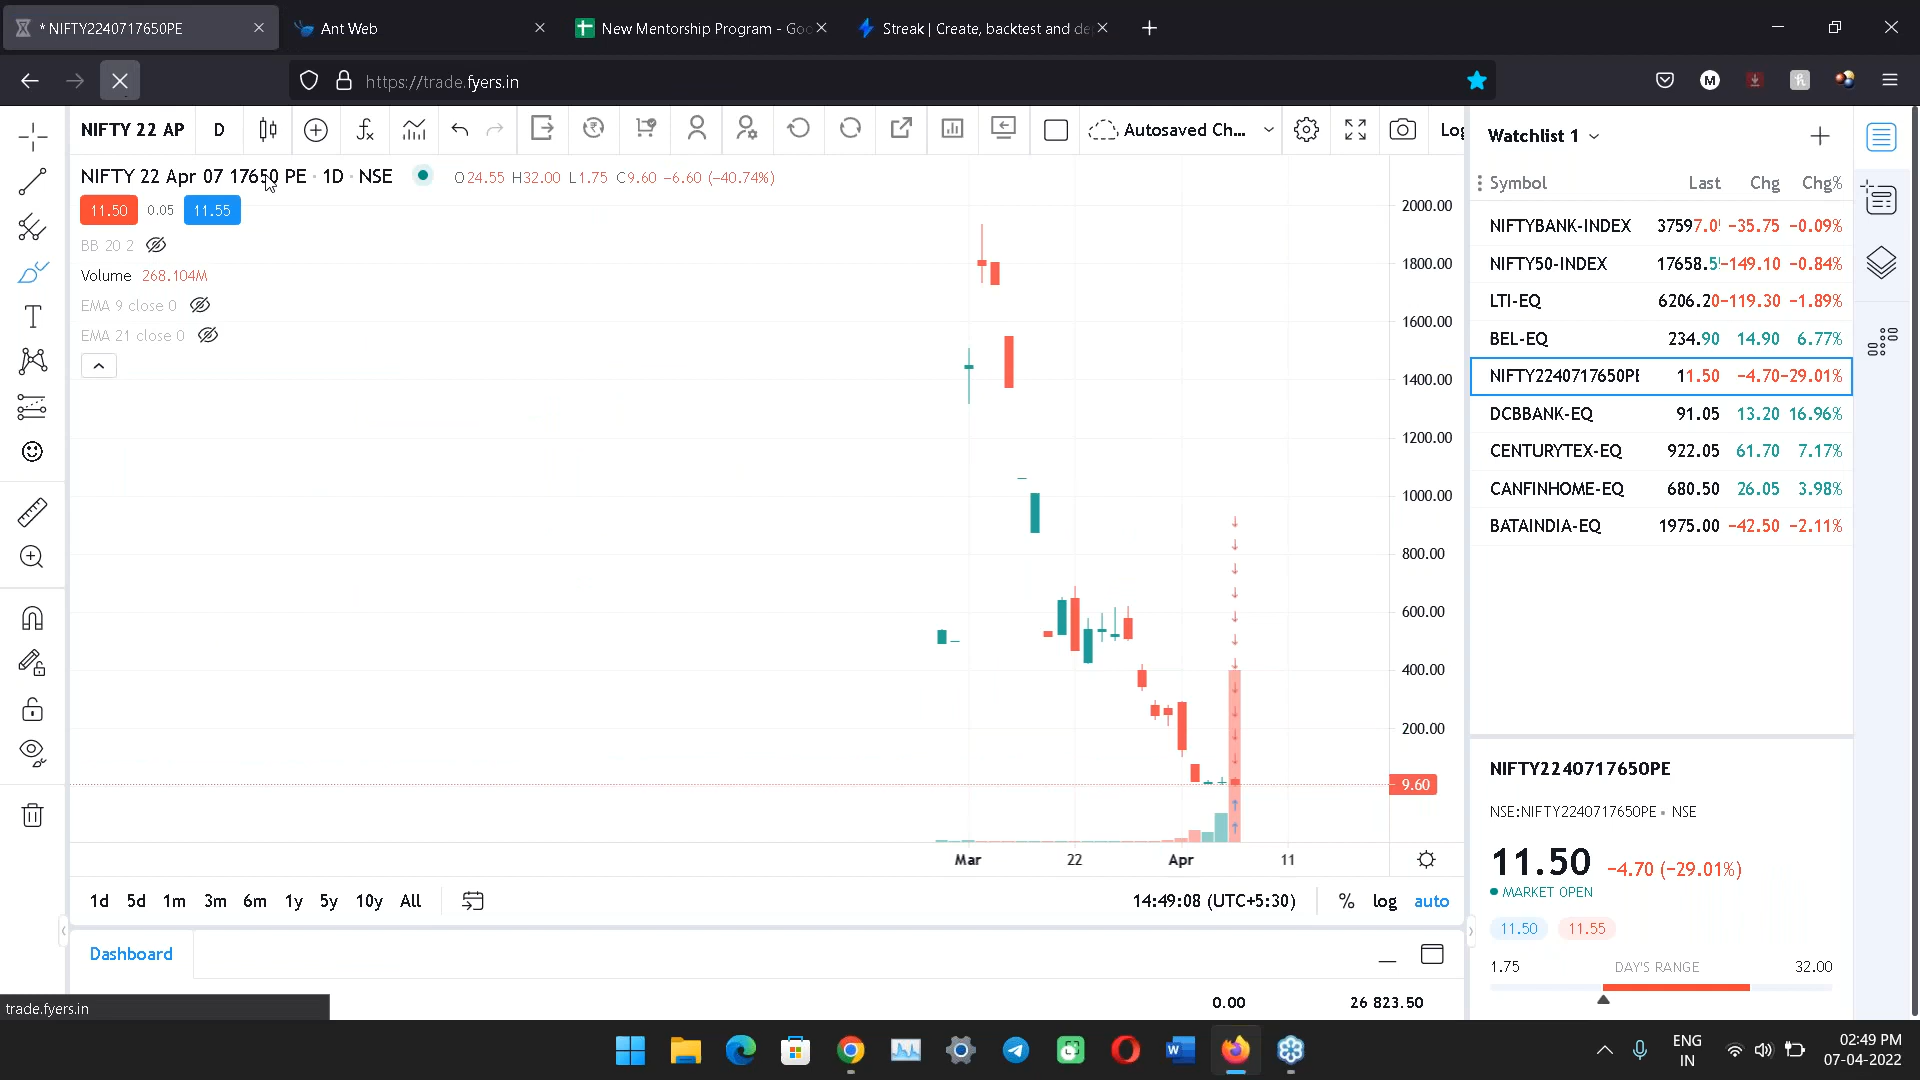 * NIFTY2240717650PE
Ant Web
New Mentorship Program - Goo
Streak | Create, backtest and de
https://trade.fyers.in
NIFTY 22 AP D
Autosaved Ch...
Log
NIFTY 22 Apr 07 17650 PE · 1D · NSE
O24.55 H32.00 L1.75 C9.60 −6.60 (−40.74%)
11.50 0.05 11.55
BB 20 2
Volume 268.104M
EMA 9 close 0
EMA 21 close 0
2000.00
1800.00
1600.00
1400.00
1200.00
1000.00
800.00
600.00
400.00
200.00
9.60
Mar 22 Apr 11
1d 5d 1m 3m 6m 1y 5y 10y All
14:49:08 (UTC+5:30) % log auto
Dashboard
0.00 26 823.50
trade.fyers.in
Watchlist 1
Symbol Last Chg Chg%
NIFTYBANK-INDEX 37597.0 −35.75 −0.09%
NIFTY50-INDEX 17658.5 −149.10 −0.84%
LTI-EQ 6206.20 −119.30 −1.89%
BEL-EQ 234.90 14.90 6.77%
NIFTY2240717650PE 11.50 −4.70 −29.01%
DCBBANK-EQ 91.05 13.20 16.96%
CENTURYTEX-EQ 922.05 61.70 7.17%
CANFINHOME-EQ 680.50 26.05 3.98%
BATAINDIA-EQ 1975.00 −42.50 −2.11%
NIFTY2240717650PE
NSE:NIFTY2240717650PE • NSE
11.50 −4.70 (−29.01%)
MARKET OPEN
11.50 11.55
1.75 DAY'S RANGE 32.00
ENG
IN
02:49 PM
07-04-2022